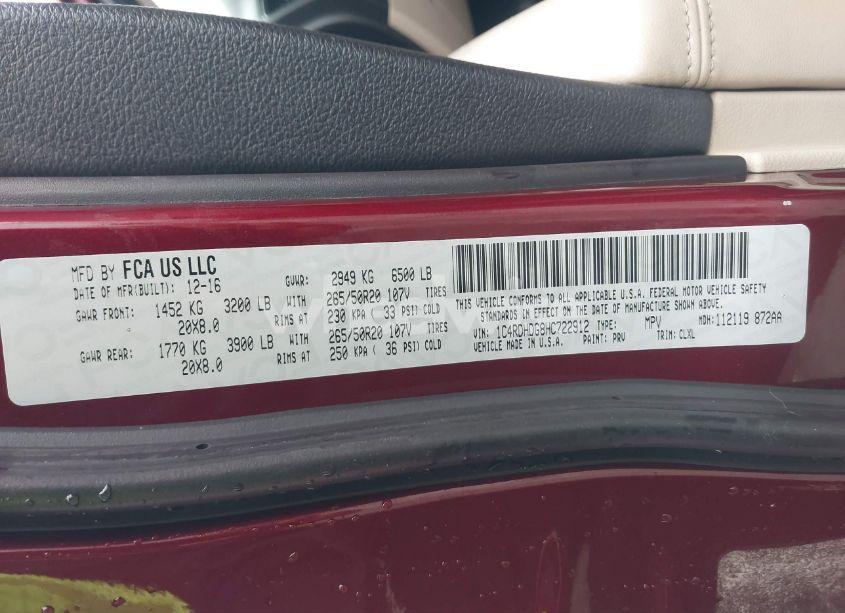 MFD BY FCA US LLC
DATE OF MFR(BUILT): 12-16 GVWR: 2949 KG 6500 LB
GAWR FRONT: 1452 KG 3200 LB WITH 265/50R20 107V TIRES
20X8.0 RIMS AT 230 KPA ( 33 PSI) COLD
GAWR REAR: 1770 KG 3900 LB WITH 265/50R20 107V TIRES
20X8.0 RIMS AT 250 KPA ( 36 PSI) COLD
THIS VEHICLE CONFORMS TO ALL APPLICABLE U.S.A. FEDERAL MOTOR VEHICLE SAFETY
STANDARDS IN EFFECT ON THE DATE OF MANUFACTURE SHOWN ABOVE.
VIN: 1C4RDHDG8HC722912 TYPE: MPV MDH:112119 872AA
VEHICLE MADE IN U.S.A. PAINT: PRV TRIM: CLXL